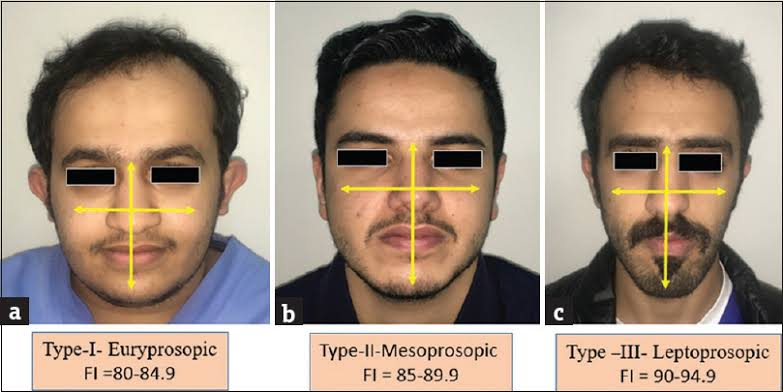 a
b
c
Type-I- Euryprosopic
FI =80-84.9
Type-II-Mesoprosopic
FI = 85-89.9
Type –III- Leptoprosopic
FI = 90-94.9